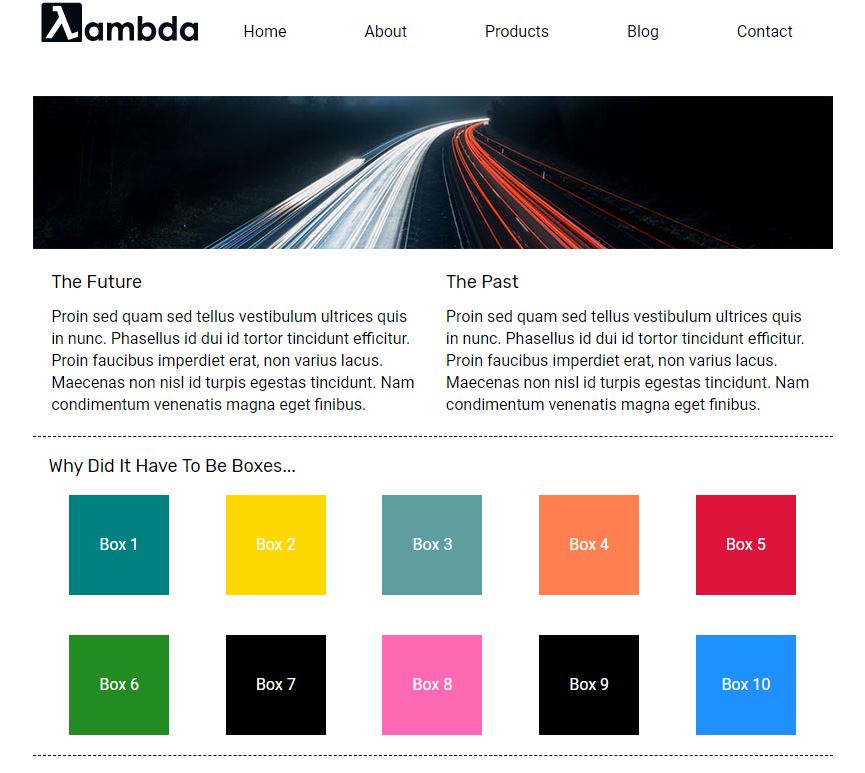 λambda
Home About Products Blog Contact
The Future
Proin sed quam sed tellus vestibulum ultrices quis
in nunc. Phasellus id dui id tortor tincidunt efficitur.
Proin faucibus imperdiet erat, non varius lacus.
Maecenas non nisl id turpis egestas tincidunt. Nam
condimentum venenatis magna eget finibus.
The Past
Proin sed quam sed tellus vestibulum ultrices quis
in nunc. Phasellus id dui id tortor tincidunt efficitur.
Proin faucibus imperdiet erat, non varius lacus.
Maecenas non nisl id turpis egestas tincidunt. Nam
condimentum venenatis magna eget finibus.
Why Did It Have To Be Boxes...
Box 1 Box 2 Box 3 Box 4 Box 5
Box 6 Box 7 Box 8 Box 9 Box 10